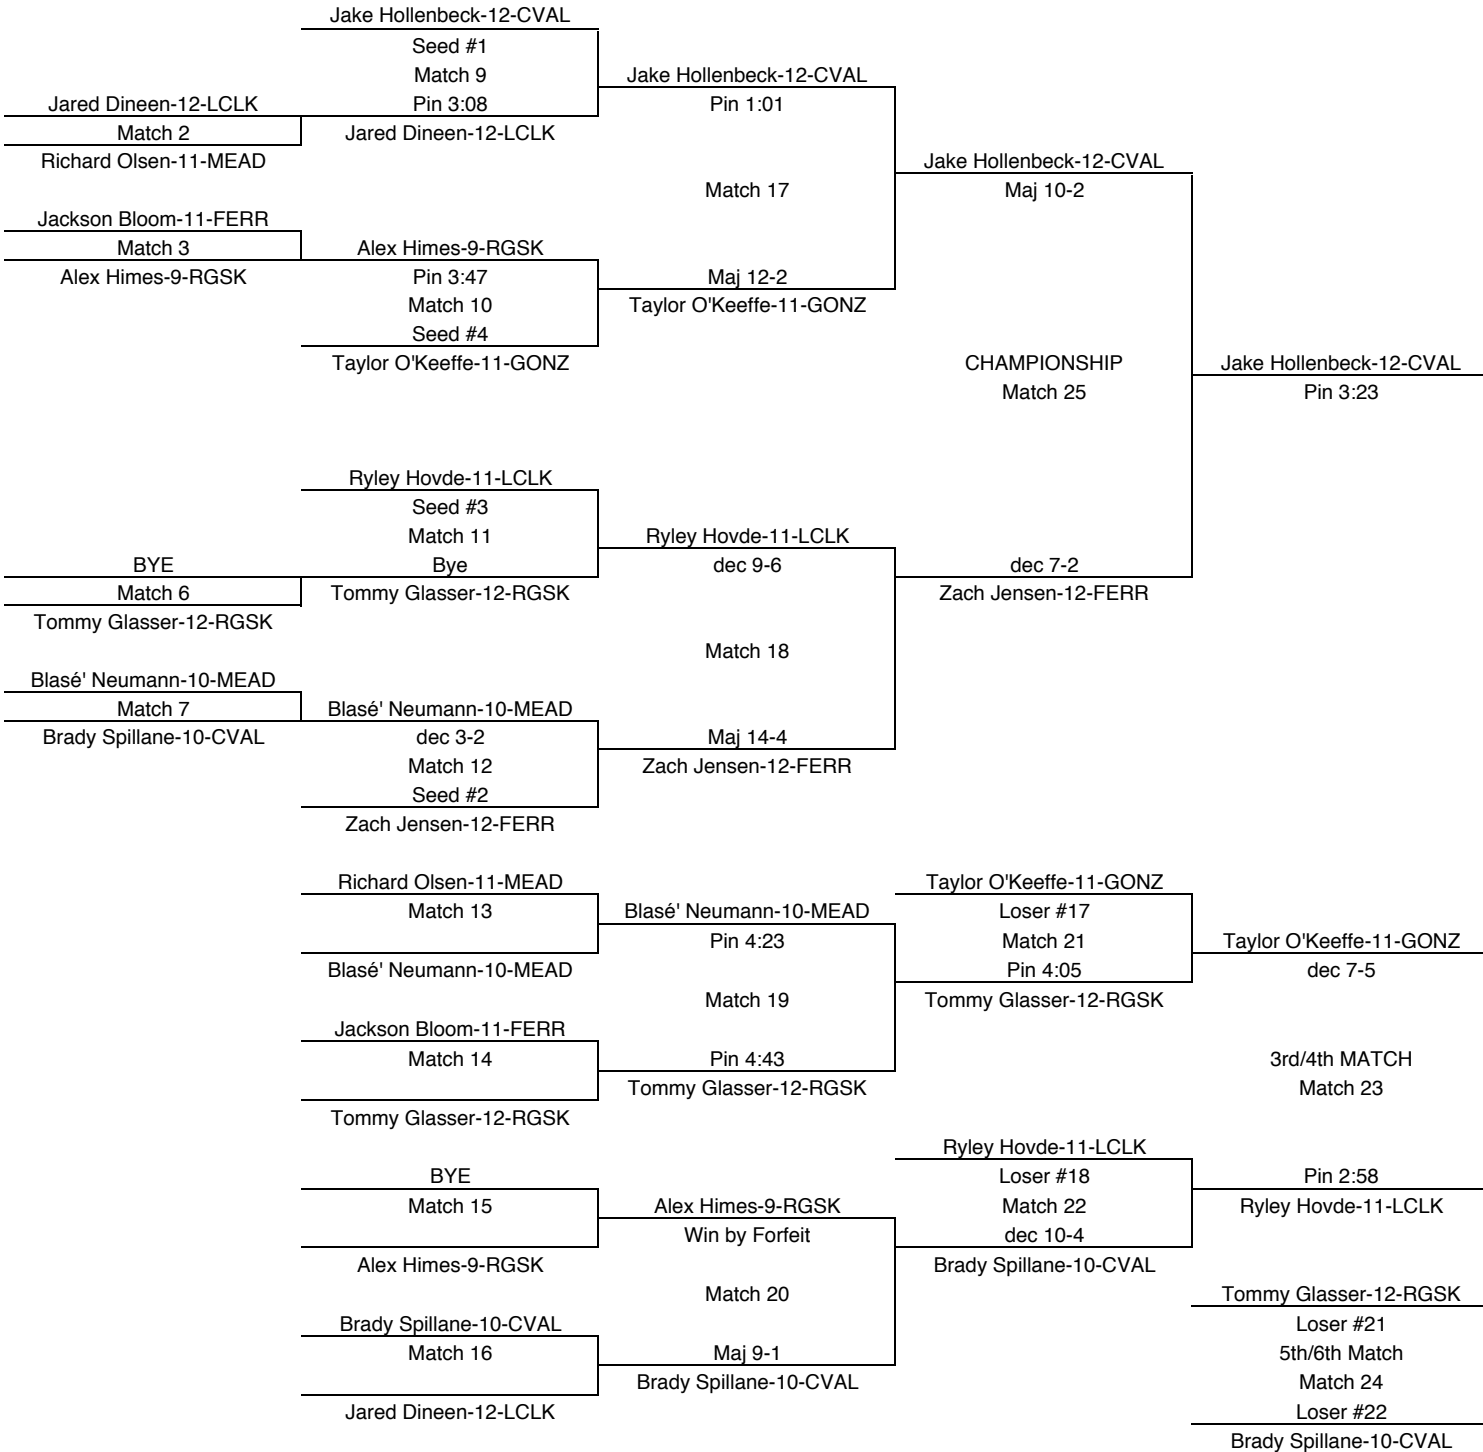 Jake Hollenbeck-12-CVAL
Seed #1
Match 9
Jake Hollenbeck-12-CVAL
Jared Dineen-12-LCLK
Pin 3:08
Pin 1:01
Match 2
Jared Dineen-12-LCLK
Richard Olsen-11-MEAD
Jake Hollenbeck-12-CVAL
Match 17
Maj 10-2
Jackson Bloom-11-FERR
Match 3
Alex Himes-9-RGSK
Alex Himes-9-RGSK
Pin 3:47
Maj 12-2
Match 10
Taylor O'Keeffe-11-GONZ
Seed #4
Taylor O'Keeffe-11-GONZ
CHAMPIONSHIP
Jake Hollenbeck-12-CVAL
Match 25
Pin 3:23
Ryley Hovde-11-LCLK
Seed #3
Match 11
Ryley Hovde-11-LCLK
BYE
Bye
dec 9-6
dec 7-2
Match 6
Tommy Glasser-12-RGSK
Zach Jensen-12-FERR
Tommy Glasser-12-RGSK
Match 18
Blasé' Neumann-10-MEAD
Match 7
Blasé' Neumann-10-MEAD
Brady Spillane-10-CVAL
dec 3-2
Maj 14-4
Match 12
Zach Jensen-12-FERR
Seed #2
Zach Jensen-12-FERR
Richard Olsen-11-MEAD
Taylor O'Keeffe-11-GONZ
Match 13
Blasé' Neumann-10-MEAD
Loser #17
Pin 4:23
Match 21
Taylor O'Keeffe-11-GONZ
Blasé' Neumann-10-MEAD
Pin 4:05
dec 7-5
Match 19
Tommy Glasser-12-RGSK
Jackson Bloom-11-FERR
Match 14
Pin 4:43
3rd/4th MATCH
Tommy Glasser-12-RGSK
Match 23
Tommy Glasser-12-RGSK
Ryley Hovde-11-LCLK
BYE
Loser #18
Pin 2:58
Match 15
Alex Himes-9-RGSK
Match 22
Ryley Hovde-11-LCLK
Win by Forfeit
dec 10-4
Alex Himes-9-RGSK
Brady Spillane-10-CVAL
Match 20
Tommy Glasser-12-RGSK
Brady Spillane-10-CVAL
Loser #21
Match 16
Maj 9-1
5th/6th Match
Brady Spillane-10-CVAL
Match 24
Jared Dineen-12-LCLK
Loser #22
Brady Spillane-10-CVAL